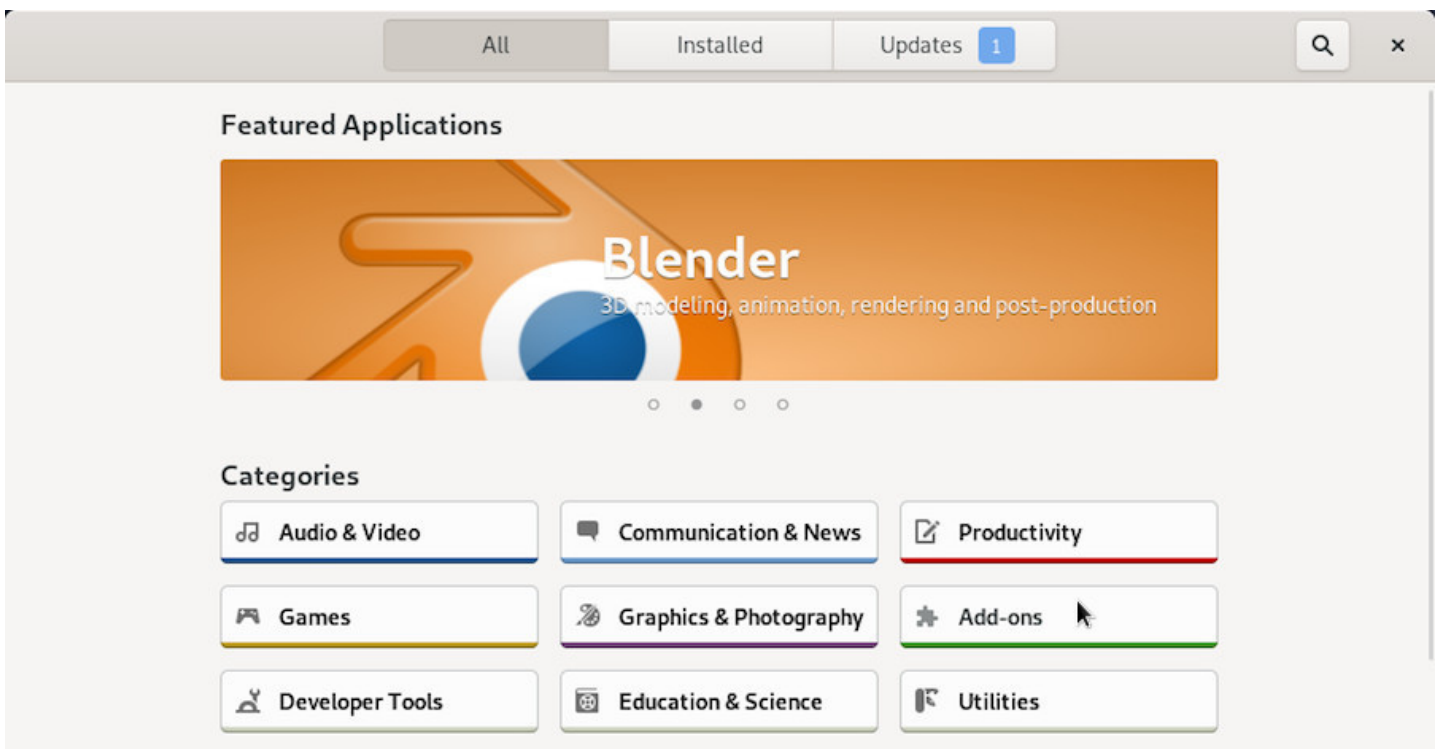 All Installed Updates 1
Featured Applications
Blender
3D modeling, animation, rendering and post-production
Categories
Audio & Video Communication & News Productivity
Games Graphics & Photography Add-ons
Developer Tools Education & Science Utilities